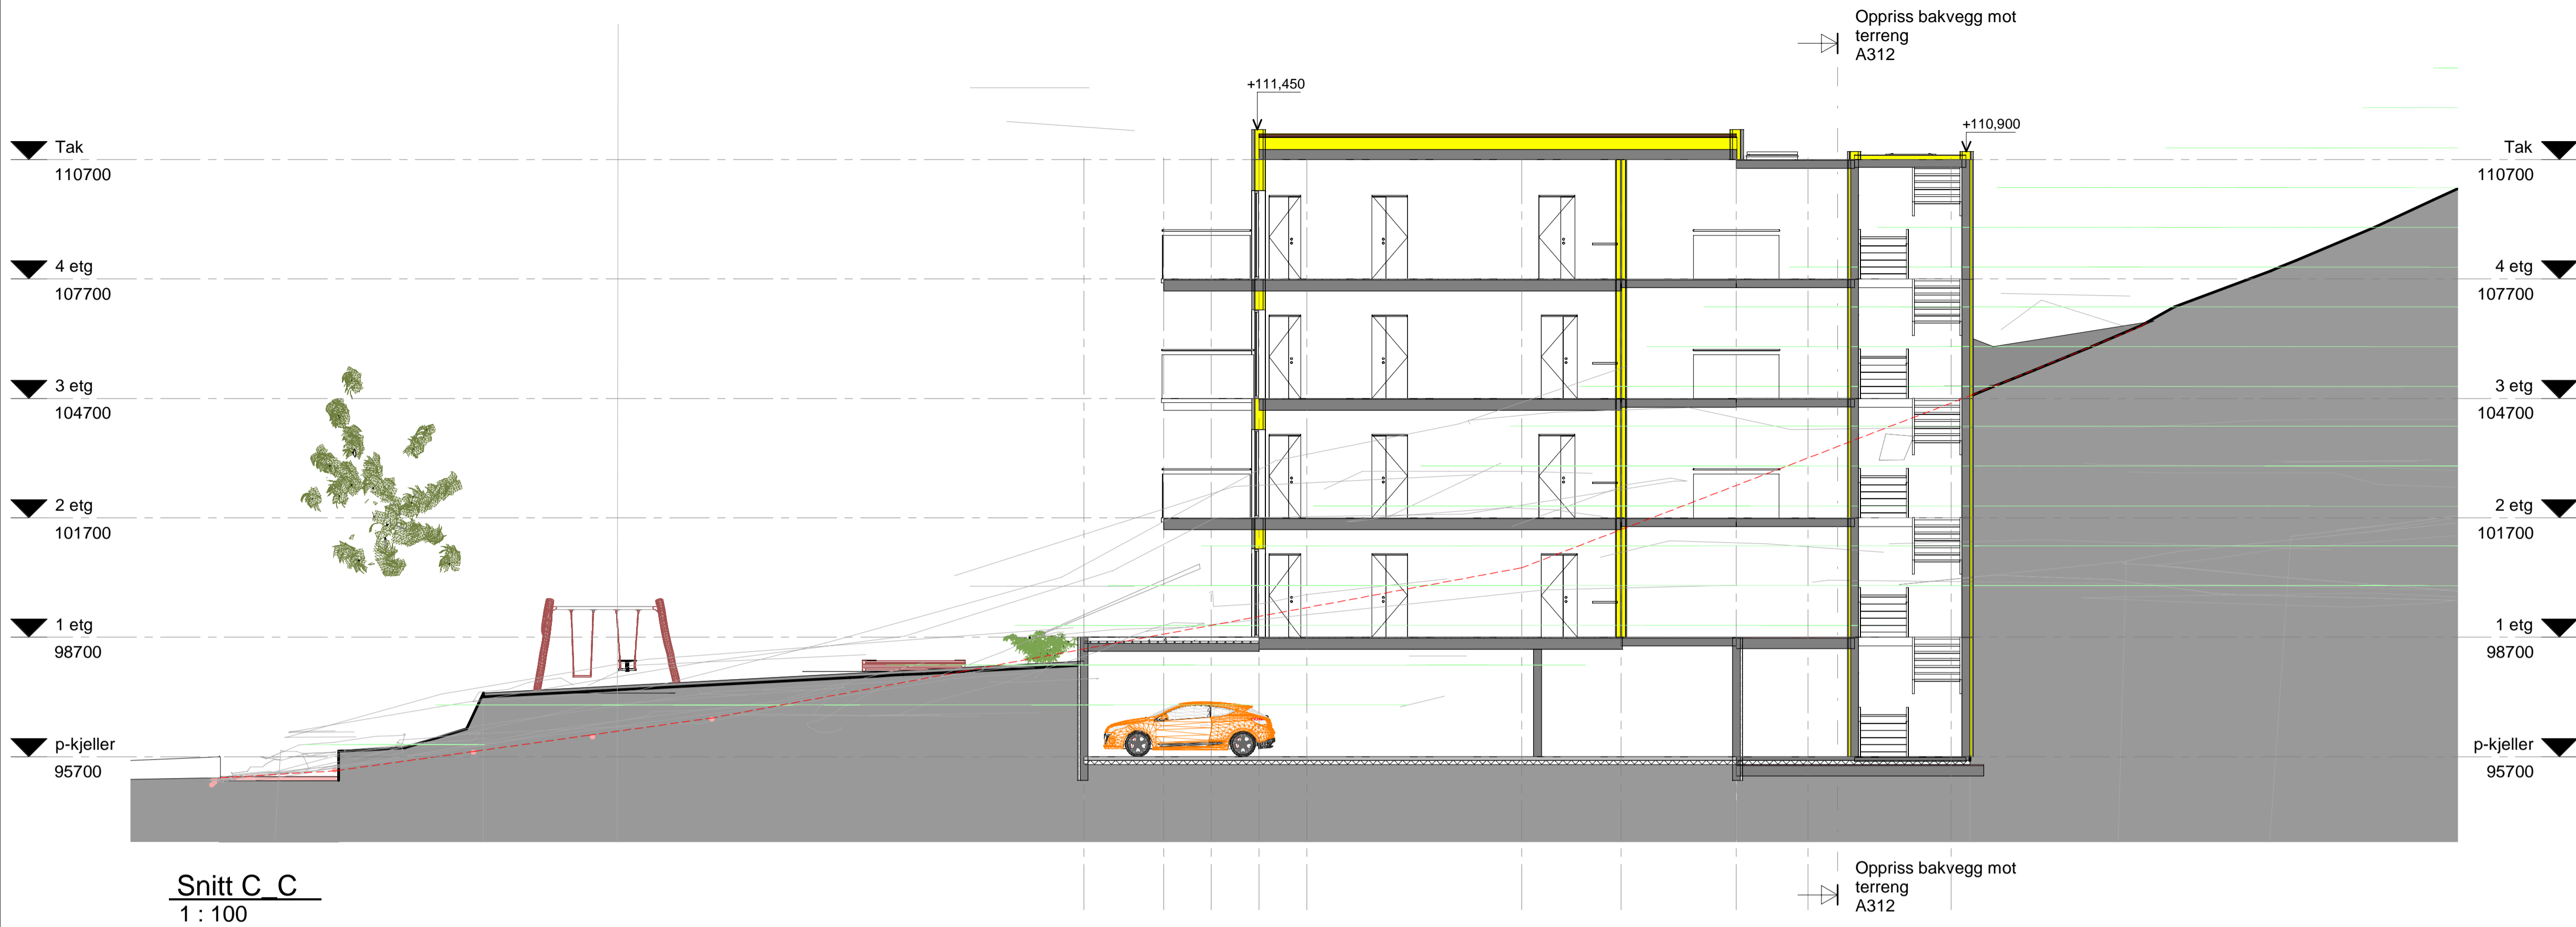 Oppriss bakvegg mot
terreng
A312
+111,450
+110,900
Tak
110700
Tak
110700
4 etg
107700
4 etg
107700
3 etg
104700
3 etg
104700
2 etg
101700
2 etg
101700
1 etg
98700
1 etg
98700
p-kjeller
95700
p-kjeller
95700
Oppriss bakvegg mot
terreng
A312
Snitt C_C
1 : 100